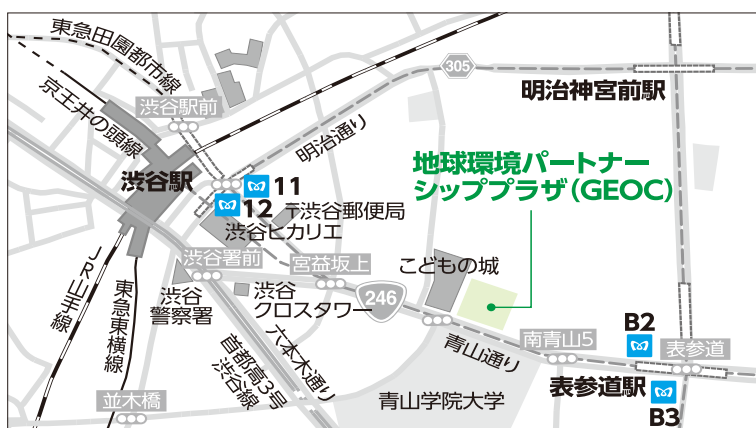 東急田園都市線
305
明治神宮前駅
京王井の頭線
渋谷駅前
明治通り
地球環境パートナー
シッププラザ(GEOC)
渋谷駅
11
12
〒渋谷郵便局
渋谷ヒカリエ
渋谷署前
宮益坂上
こどもの城
JR山手線
東急東横線
渋谷
警察署
渋谷
クロスタワー
246
首都高3号
渋谷線
六本木通り
青山通り
南青山5
B2
表参道
表参道駅
並木橋
青山学院大学
B3